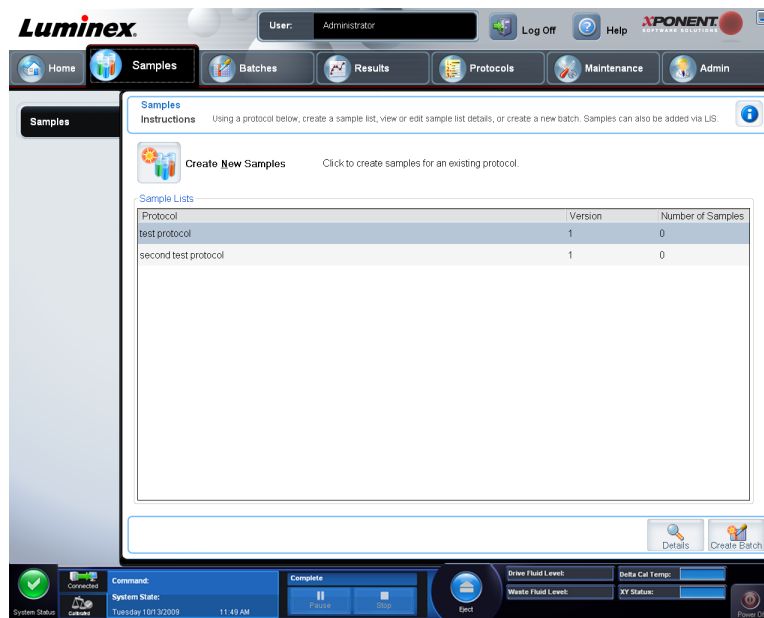 Luminex.
User: Administrator
Log Off
Help
XPONENT.
SOFTWARE SOLUTIONS
Home
Samples
Batches
Results
Protocols
Maintenance
Admin
Samples
Samples
Instructions Using a protocol below, create a sample list, view or edit sample list details, or create a new batch. Samples can also be added via LIS.
Create New Samples Click to create samples for an existing protocol.
Sample Lists
Protocol Version Number of Samples
test protocol 1 0
second test protocol 1 0
Details
Create Batch
System Status
Connected
Calibrated
Command:
System State:
Tuesday 10/13/2009 11:49 AM
Complete
Pause
Stop
Eject
Drive Fluid Level:
Waste Fluid Level:
Delta Cal Temp:
XY Status:
Power Of